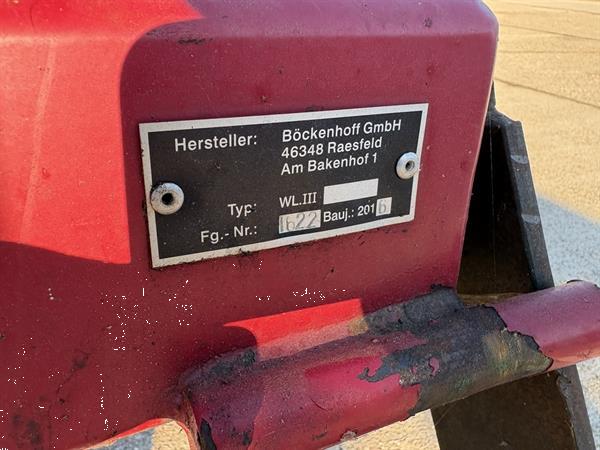 Hersteller: Böckenhoff GmbH
46348 Raesfeld
Am Bakenhof 1
Typ: WL.III
Fg.- Nr.: 1622 Bauj.: 2016